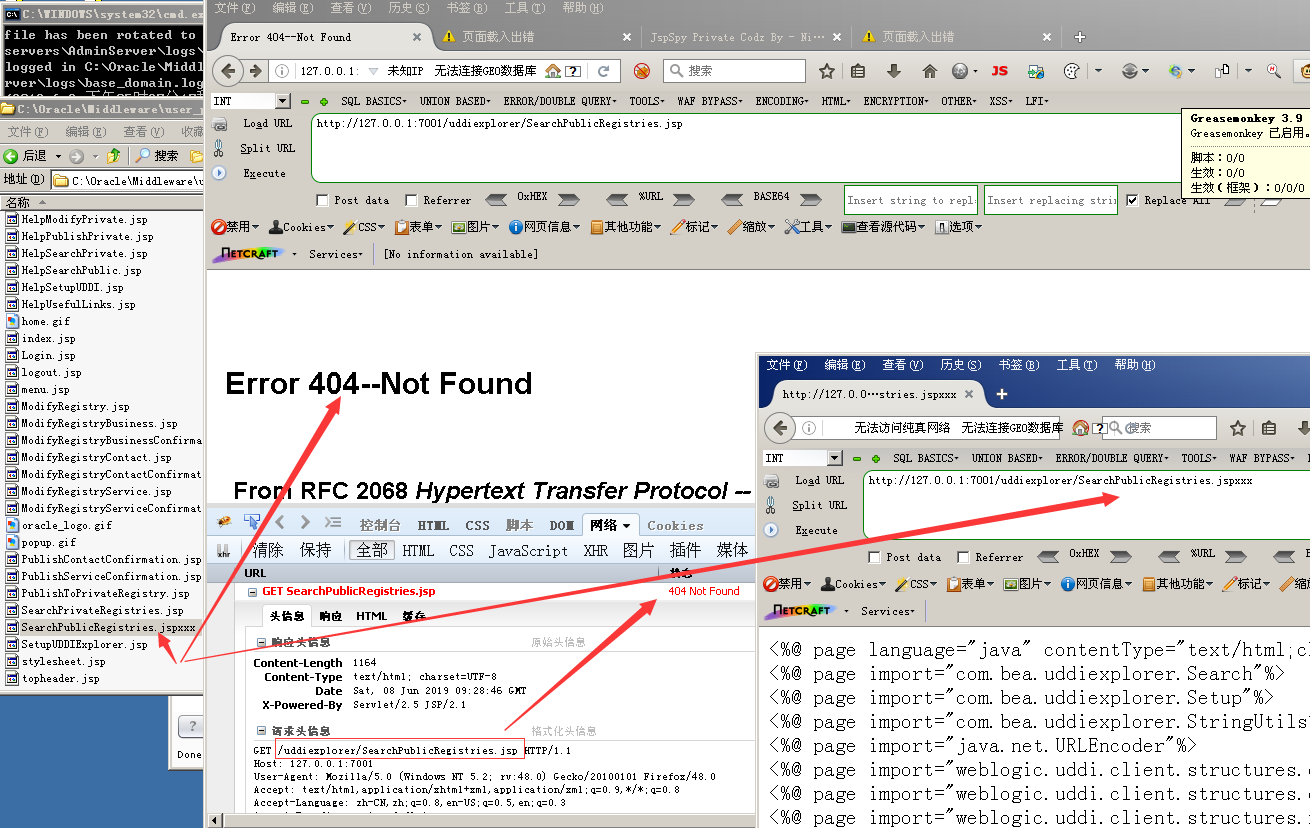 C:\WINDOWS\system32\cmd.ex
file has been rotated to
servers\AdminServer\logs\
logged in C:\Oracle\Middl
rver\logs\base_domain.log
C:\Oracle\Middleware\user_p
文件(F) 编辑(E) 查看(V) 收藏
后退 搜索
地址(D) C:\Oracle\Middleware\u
名称
HelpModifyPrivate.jsp
HelpPublishPrivate.jsp
HelpSearchPrivate.jsp
HelpSearchPublic.jsp
HelpSetupUDDI.jsp
HelpUsefulLinks.jsp
home.gif
index.jsp
Login.jsp
logout.jsp
menu.jsp
ModifyRegistry.jsp
ModifyRegistryBusiness.jsp
ModifyRegistryBusinessConfirma
ModifyRegistryContact.jsp
ModifyRegistryContactConfirmat
ModifyRegistryService.jsp
ModifyRegistryServiceConfirmat
oracle_logo.gif
popup.gif
PublishContactConfirmation.jsp
PublishServiceConfirmation.jsp
PublishToPrivateRegistry.jsp
SearchPrivateRegistries.jsp
SearchPublicRegistries.jspxxx
SetupUDDIExplorer.jsp
stylesheet.jsp
topheader.jsp
?
Done
文件(F) 编辑(E) 查看(V) 历史(S) 书签(B) 工具(T) 帮助(H)
Error 404--Not Found × 页面载入出错 × JspSpy Private Codz By - Ni… × 页面载入出错 × +
127.0.0.1: 未知IP 无法连接GEO数据库 ? 搜索 JS
INT SQL BASICS UNION BASED ERROR/DOUBLE QUERY TOOLS WAF BYPASS ENCODING HTML ENCRYPTION OTHER XSS LFI
Load URL http://127.0.0.1:7001/uddiexplorer/SearchPublicRegistries.jsp
Split URL
Execute
Greasemonkey 3.9
Greasemonkey 已启用。
脚本：0/0
生效：0/0
生效(框架)：0/0/0
Post data Referrer 0xHEX %URL BASE64 Insert string to repl Insert replacing stri Replace All
禁用 Cookies CSS 表单 图片 网页信息 其他功能 标记 缩放 工具 查看源代码 选项
NETCRAFT Services [No information available]
Error 404--Not Found
From RFC 2068 Hypertext Transfer Protocol --
控制台 HTML CSS 脚本 DOM 网络 Cookies
清除 保持 全部 HTML CSS JavaScript XHR 图片 插件 媒体
URL 状态
GET SearchPublicRegistries.jsp 404 Not Found
头信息 响应 HTML 缓存
响应头信息 原始头信息
Content-Length 1164
Content-Type text/html; charset=UTF-8
Date Sat, 08 Jun 2019 09:28:46 GMT
X-Powered-By Servlet/2.5 JSP/2.1
请求头信息 格式化头信息
GET /uddiexplorer/SearchPublicRegistries.jsp HTTP/1.1
Host: 127.0.0.1:7001
User-Agent: Mozilla/5.0 (Windows NT 5.2; rv:48.0) Gecko/20100101 Firefox/48.0
Accept: text/html,application/xhtml+xml,application/xml;q=0.9,*/*;q=0.8
Accept-Language: zh-CN,zh;q=0.8,en-US;q=0.5,en;q=0.3
文件(F) 编辑(E) 查看(V) 历史(S) 书签(B) 工具(T) 帮助(H)
http://127.0.0…stries.jspxxx × +
无法访问纯真网络 无法连接GEO数据库 ? 搜索
INT SQL BASICS UNION BASED ERROR/DOUBLE QUERY TOOLS WAF BYPASS
Load URL http://127.0.0.1:7001/uddiexplorer/SearchPublicRegistries.jspxxx
Split URL
Execute
Post data Referrer 0xHEX %URL
禁用 Cookies CSS 表单 图片 网页信息 其他功能 标记 缩放
NETCRAFT Services
<%@ page language="java" contentType="text/html;c
<%@ page import="com.bea.uddiexplorer.Search"%>
<%@ page import="com.bea.uddiexplorer.Setup"%>
<%@ page import="com.bea.uddiexplorer.StringUtils
<%@ page import="java.net.URLEncoder"%>
<%@ page import="weblogic.uddi.client.structures.
<%@ page import="weblogic.uddi.client.structures.
<%@ page import="weblogic.uddi.client.structures.